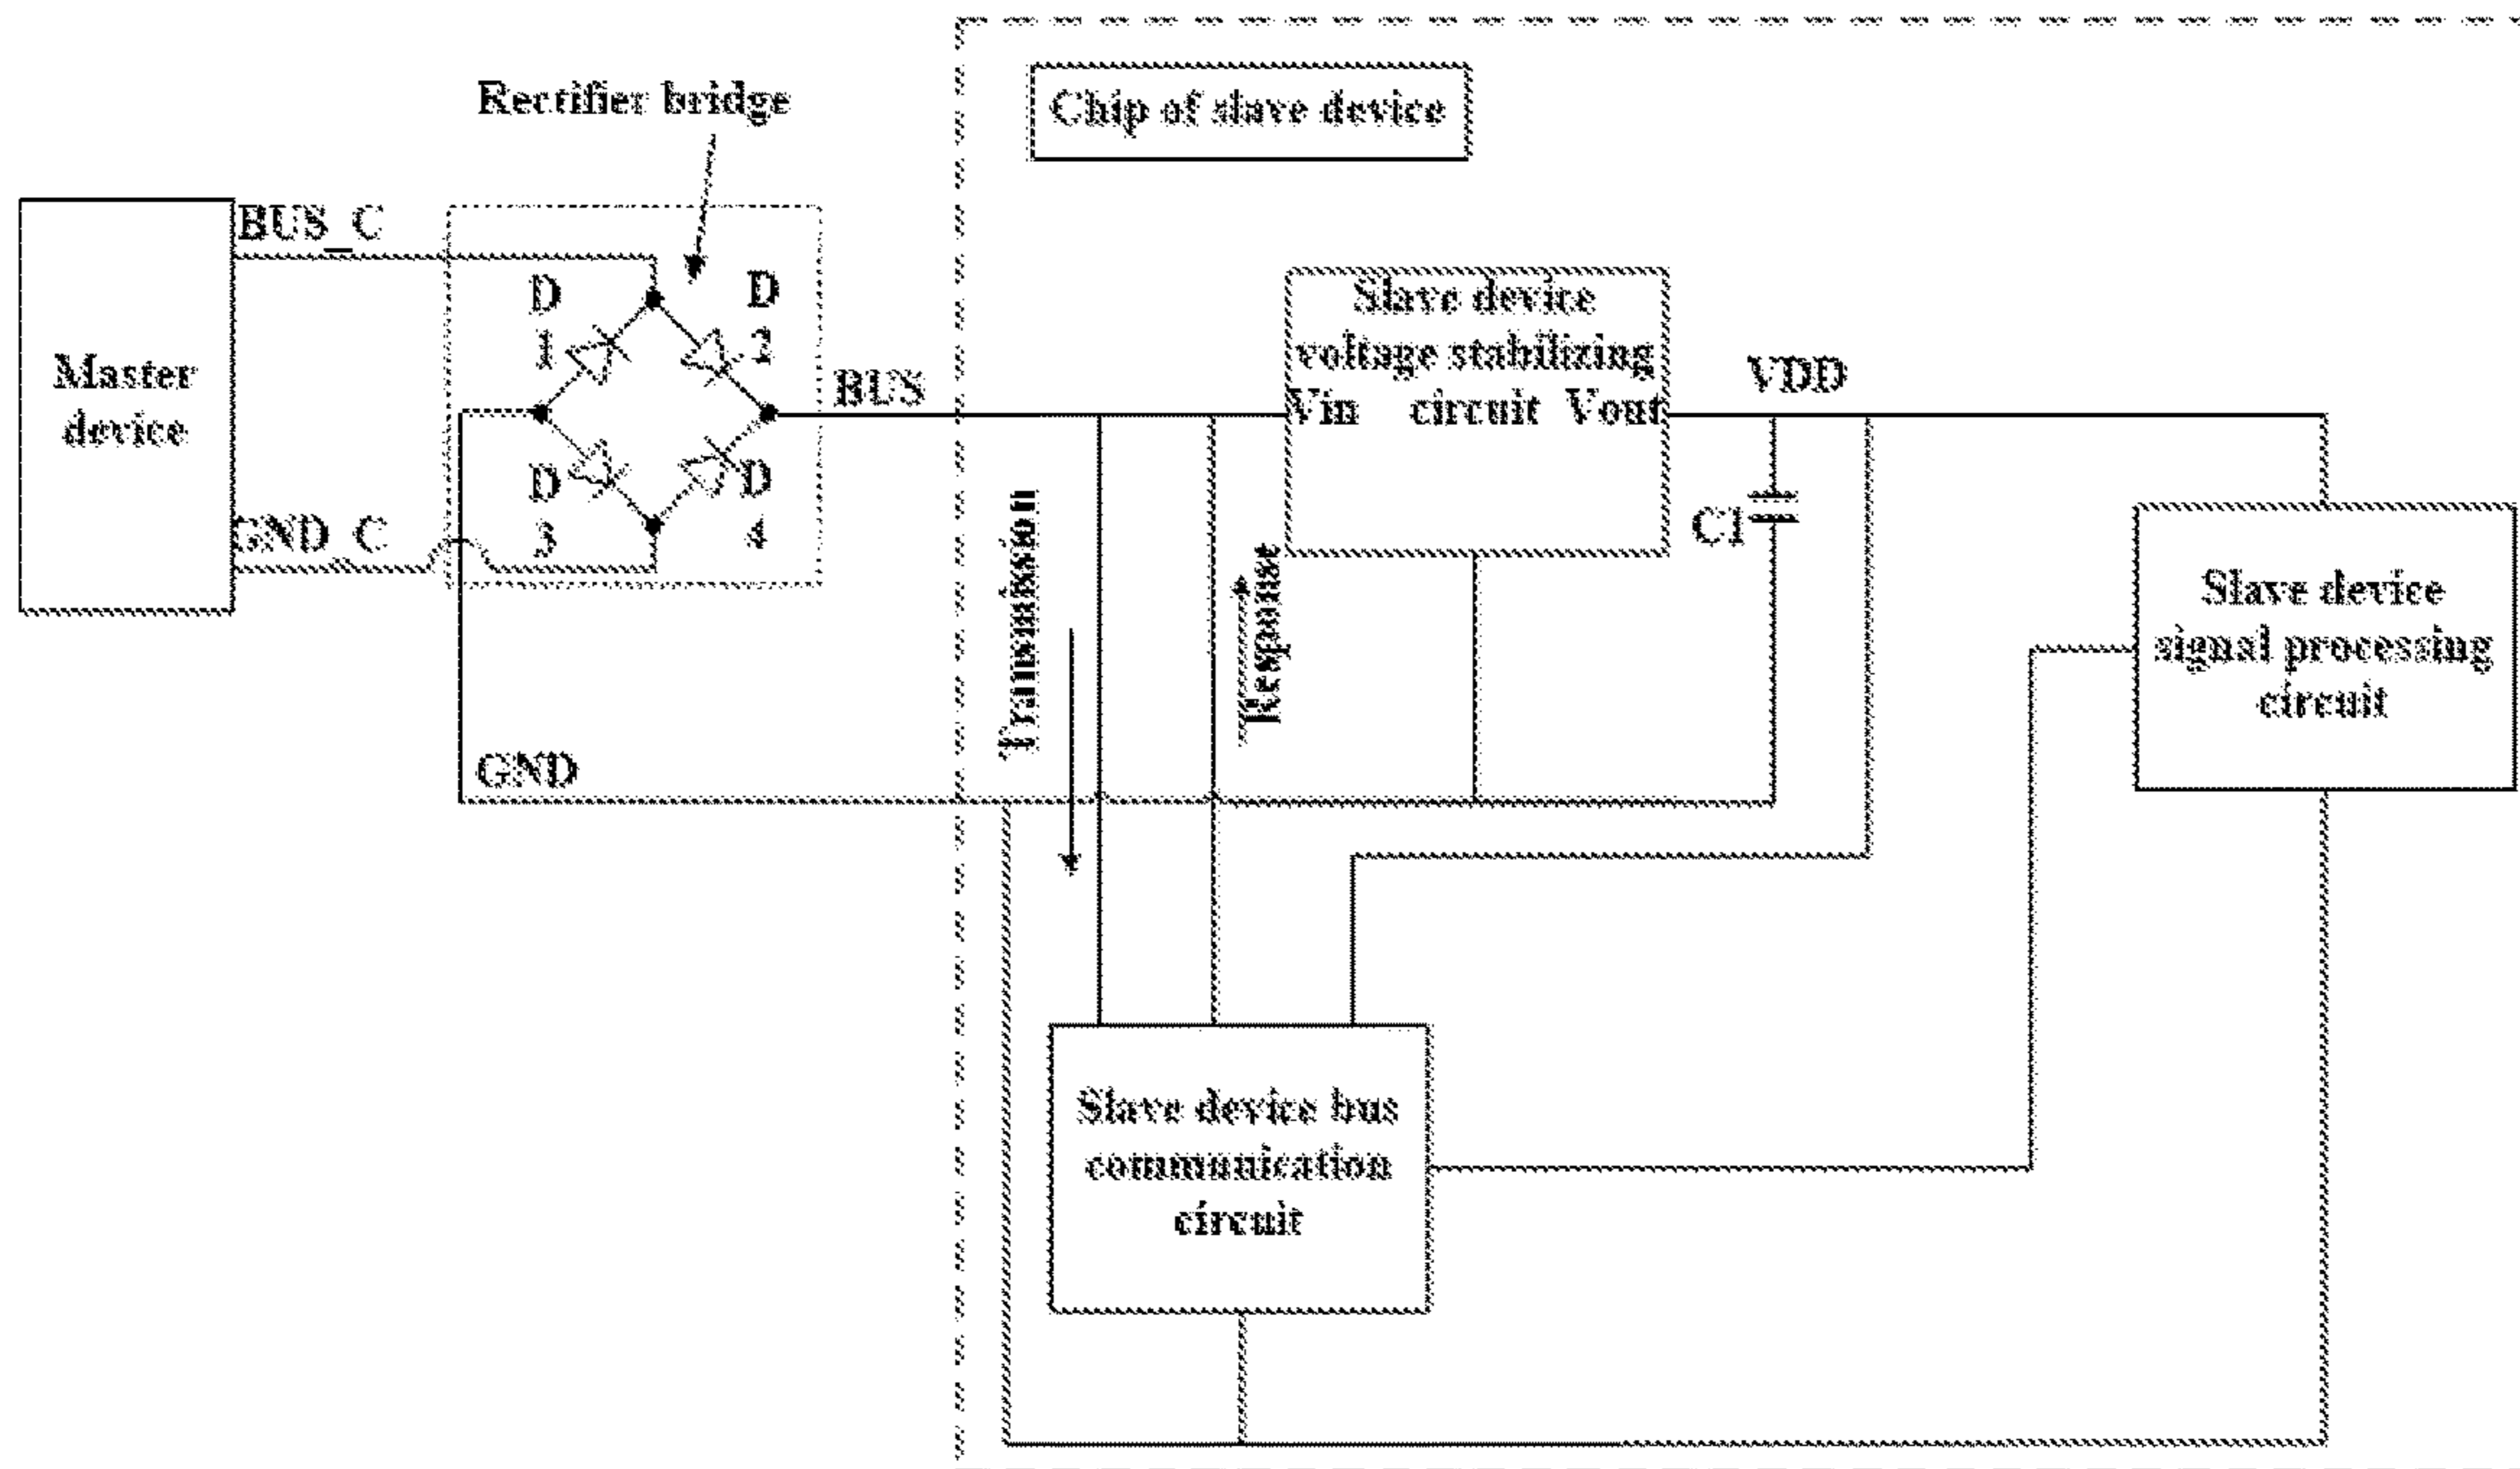 Rectifier bridge
Chip of slave device
BUS_C
Master
device
D
1
D
2
D
3
D
4
GND_C
BUS
GND
Slave device
voltage stabilizing
Vin circuit Vout
VDD
C1
Transmission
Response
Slave device
signal processing
circuit
Slave device bus
communication
circuit